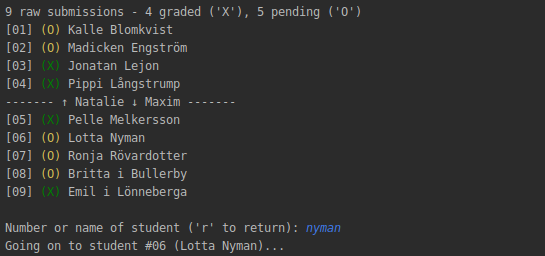 9 raw submissions - 4 graded ('X'), 5 pending ('O')
[01] (O) Kalle Blomkvist
[02] (O) Madicken Engström
[03] (X) Jonatan Lejon
[04] (X) Pippi Långstrump
------- ↑ Natalie ↓ Maxim -------
[05] (X) Pelle Melkersson
[06] (O) Lotta Nyman
[07] (O) Ronja Rövardotter
[08] (O) Britta i Bullerby
[09] (X) Emil i Lönneberga
Number or name of student ('r' to return): nyman
Going on to student #06 (Lotta Nyman)...